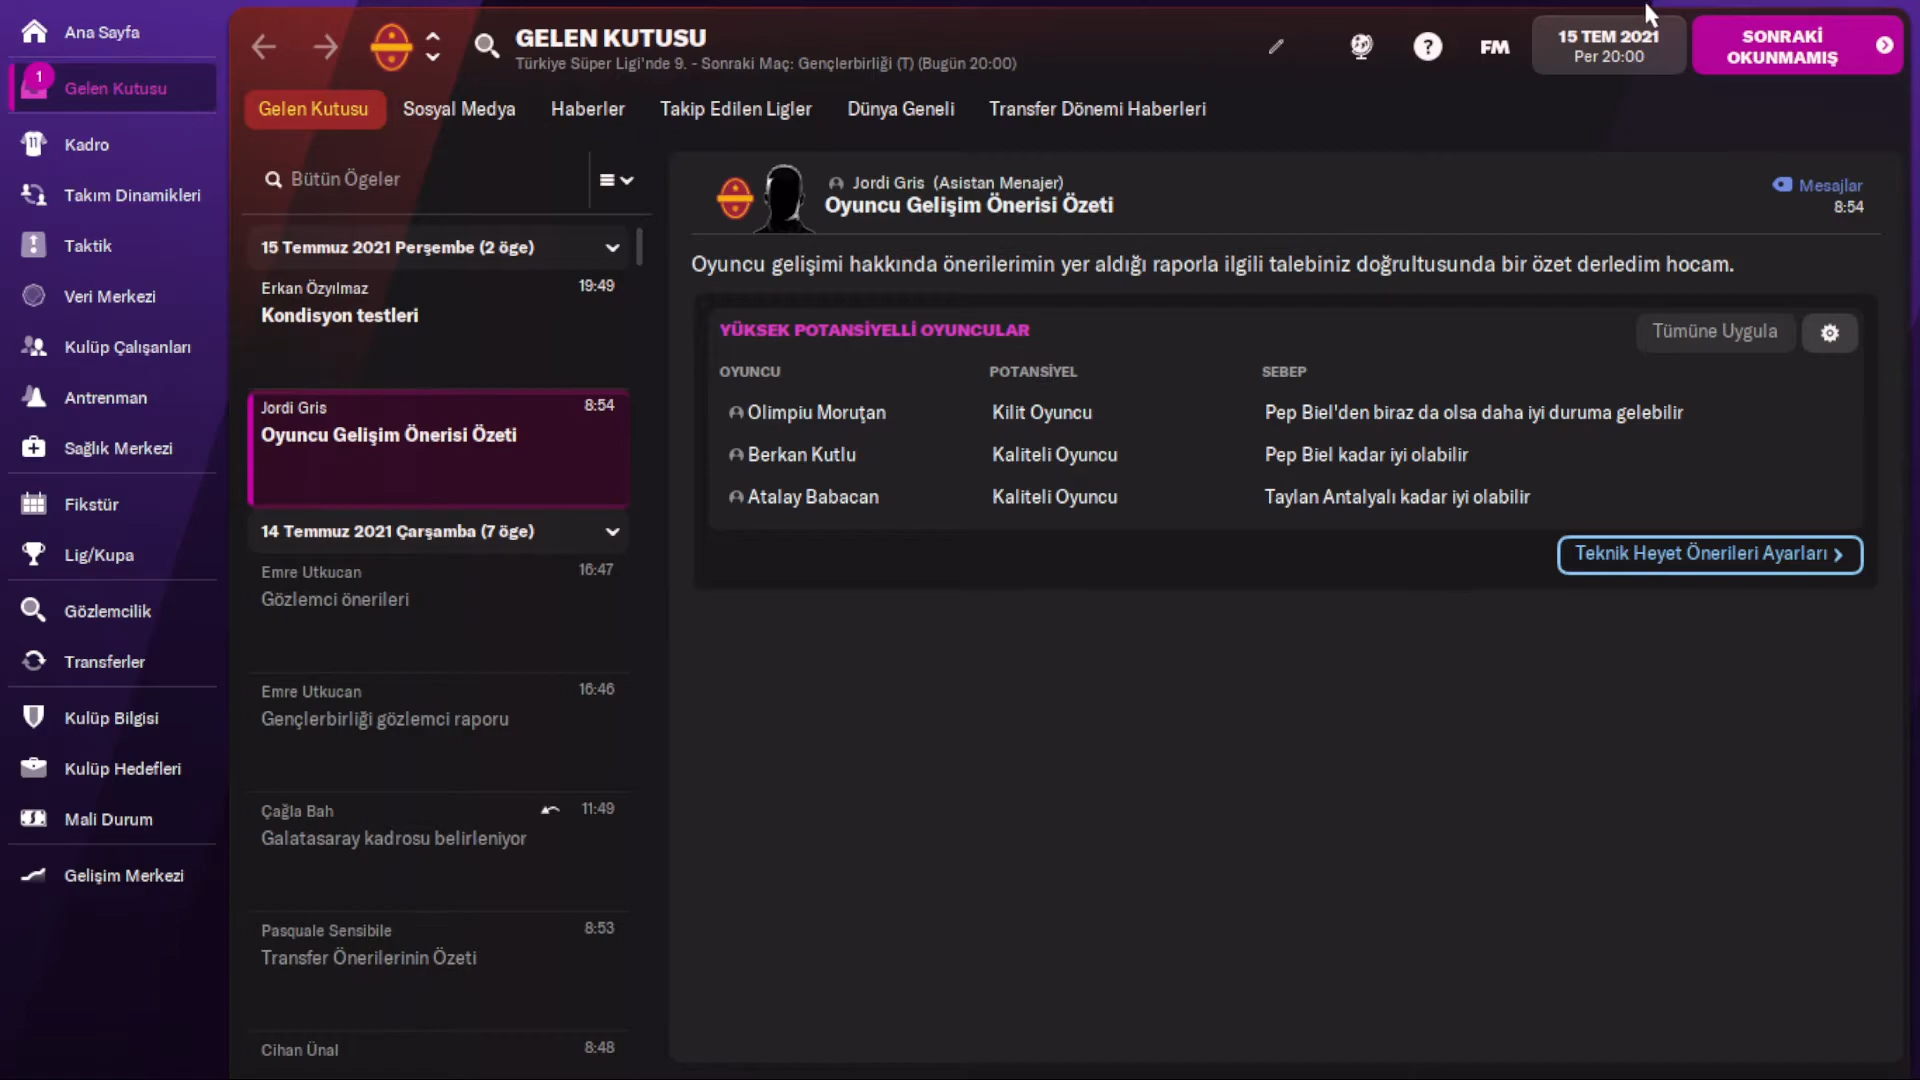 Ana Sayfa
1
Gelen Kutusu
11
Kadro
Takım Dinamikleri
Taktik
Veri Merkezi
Kulüp Çalışanları
Antrenman
Sağlık Merkezi
Fikstür
Lig/Kupa
Gözlemcilik
Transferler
Kulüp Bilgisi
Kulüp Hedefleri
Mali Durum
Gelişim Merkezi
GELEN KUTUSU
Türkiye Süper Ligi'nde 9. - Sonraki Maç: Gençlerbirliği (T) (Bugün 20:00)
?
FM
15 TEM 2021
Per 20:00
SONRAKİ
OKUNMAMIŞ
Gelen Kutusu Sosyal Medya Haberler Takip Edilen Ligler Dünya Geneli Transfer Dönemi Haberleri
Bütün Ögeler
15 Temmuz 2021 Perşembe (2 öge)
Erkan Özyılmaz 19:49
Kondisyon testleri
Jordi Gris 8:54
Oyuncu Gelişim Önerisi Özeti
14 Temmuz 2021 Çarşamba (7 öge)
Emre Utkucan 16:47
Gözlemci önerileri
Emre Utkucan 16:46
Gençlerbirliği gözlemci raporu
Çağla Bah 11:49
Galatasaray kadrosu belirleniyor
Pasquale Sensibile 8:53
Transfer Önerilerinin Özeti
Cihan Ünal 8:48
Jordi Gris (Asistan Menajer)
Oyuncu Gelişim Önerisi Özeti
Mesajlar
8:54
Oyuncu gelişimi hakkında önerilerimin yer aldığı raporla ilgili talebiniz doğrultusunda bir özet derledim hocam.
YÜKSEK POTANSİYELLİ OYUNCULAR
Tümüne Uygula
OYUNCU POTANSİYEL SEBEP
Olimpiu Moruţan Kilit Oyuncu Pep Biel'den biraz da olsa daha iyi duruma gelebilir
Berkan Kutlu Kaliteli Oyuncu Pep Biel kadar iyi olabilir
Atalay Babacan Kaliteli Oyuncu Taylan Antalyalı kadar iyi olabilir
Teknik Heyet Önerileri Ayarları